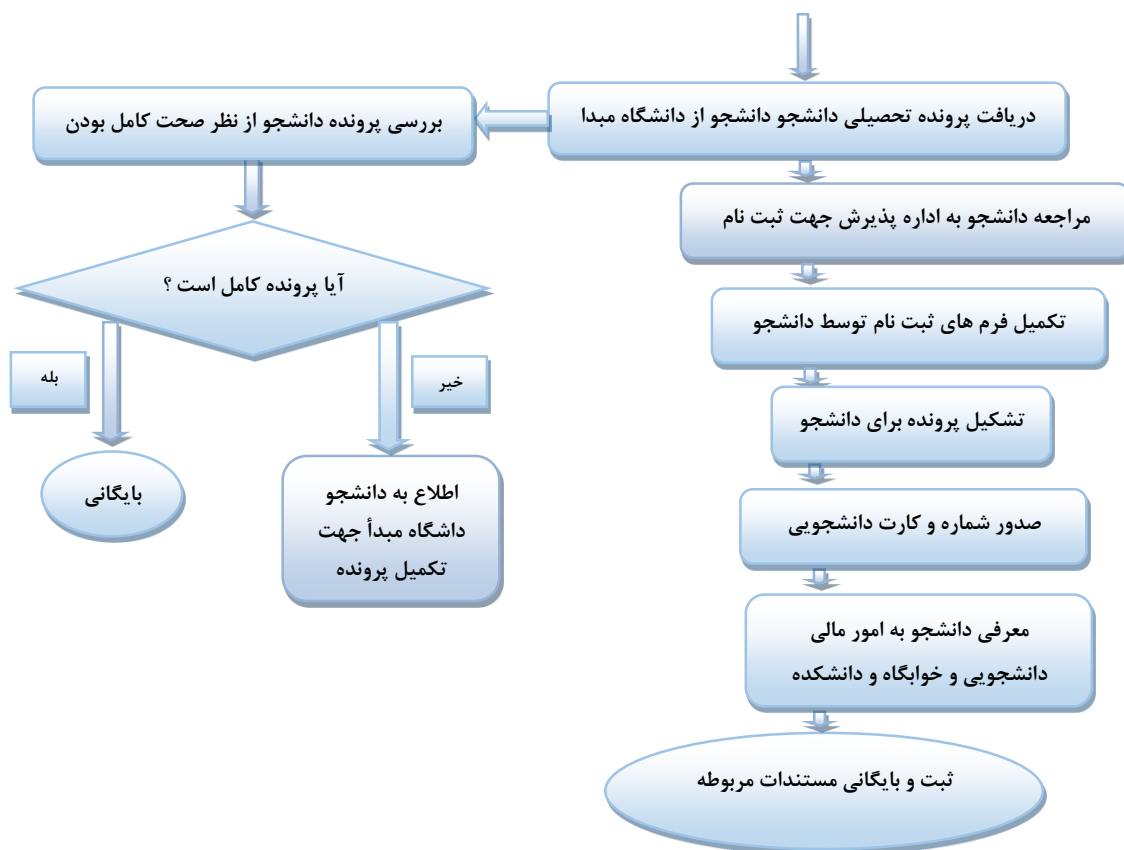 دریافت پرونده تحصیلی دانشجو دانشجو از دانشگاه مبدا
بررسی پرونده دانشجو از نظر صحت کامل بودن
مراجعه دانشجو به اداره پذیرش جهت ثبت نام
آیا پرونده کامل است ؟
تکمیل فرم های ثبت نام توسط دانشجو
خیر
بله
تشکیل پرونده برای دانشجو
اطلاع به دانشجو
داشگاه مبدأ جهت
تکمیل پرونده
بایگانی
صدور شماره و کارت دانشجویی
معرفی دانشجو به امور مالی
دانشجویی و خوابگاه و دانشکده
ثبت و بایگانی مستندات مربوطه